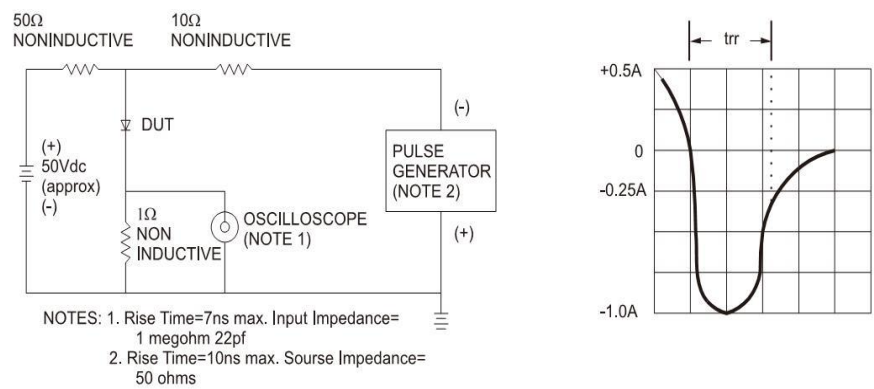 50Ω
NONINDUCTIVE
10Ω
NONINDUCTIVE
DUT
(+)
50Vdc
(approx)
(-)
1Ω
NON
INDUCTIVE
OSCILLOSCOPE
(NOTE 1)
(-)
PULSE
GENERATOR
(NOTE 2)
(+)
NOTES: 1. Rise Time=7ns max. Input Impedance=
1 megohm 22pf
2. Rise Time=10ns max. Sourse Impedance=
50 ohms
trr
+0.5A
0
-0.25A
-1.0A